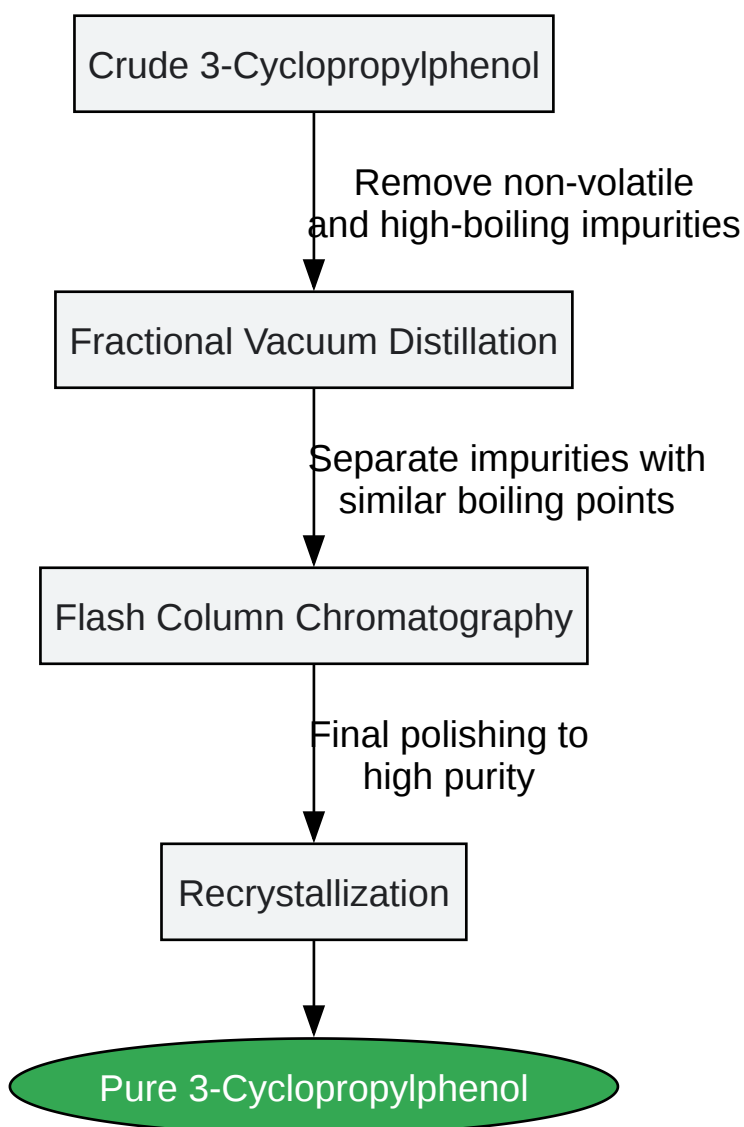 Crude 3-Cyclopropylphenol
Remove non-volatile
and high-boiling impurities
Fractional Vacuum Distillation
Separate impurities with
similar boiling points
Flash Column Chromatography
Final polishing to
high purity
Recrystallization
Pure 3-Cyclopropylphenol